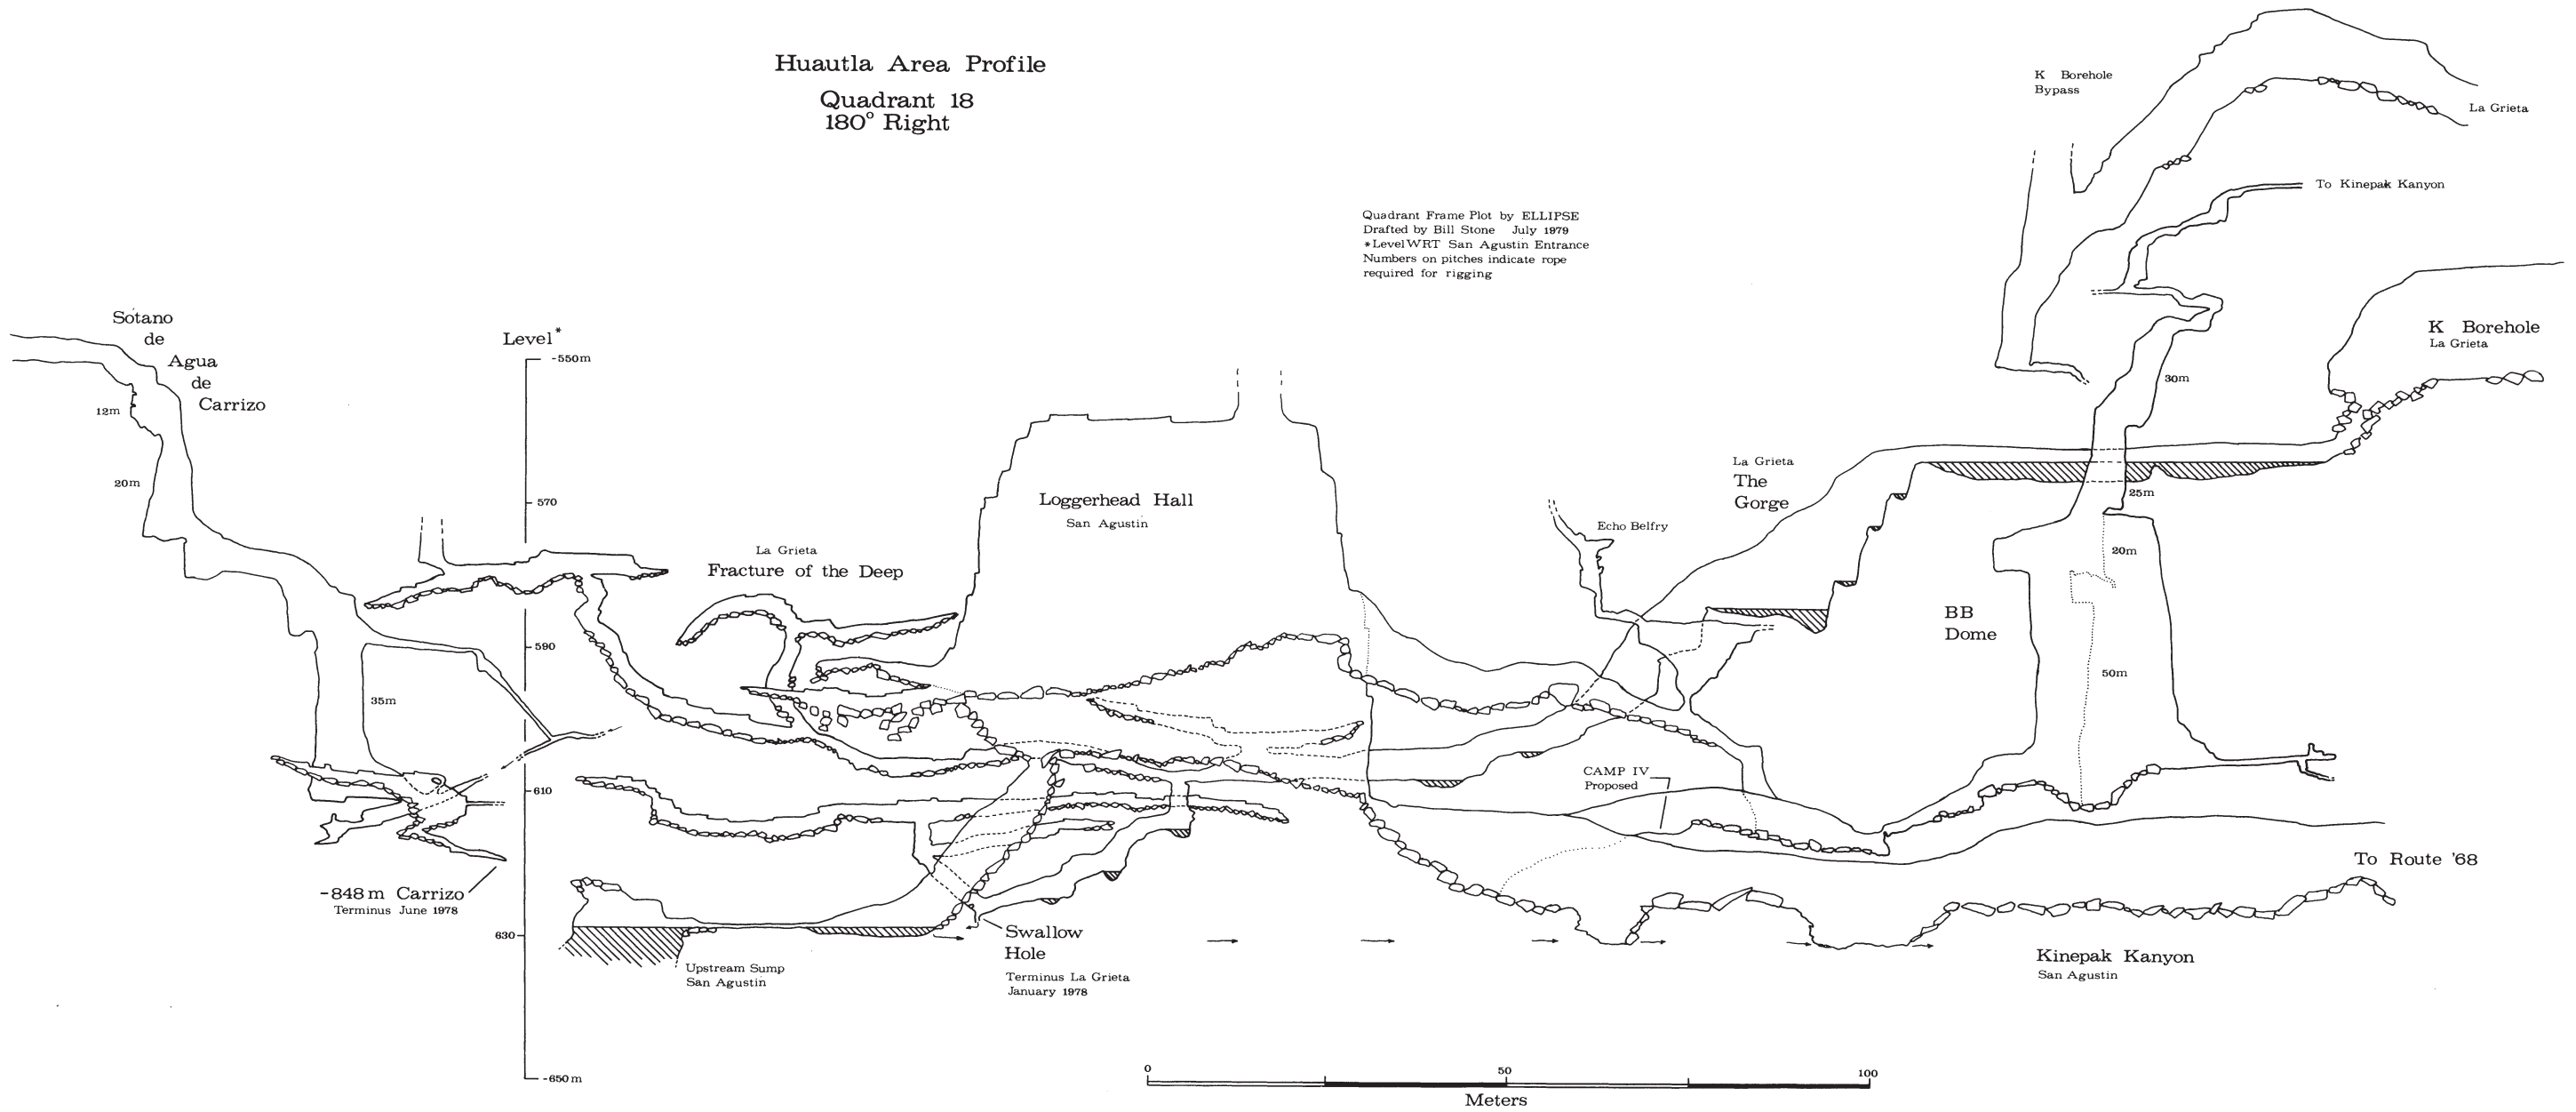 Huautla Area Profile
Quadrant 18
180° Right
K Borehole
Bypass
La Grieta
To Kinepak Kanyon
Quadrant Frame Plot by ELLIPSE
Drafted by Bill Stone July 1979
*Level WRT San Agustin Entrance
Numbers on pitches indicate rope
required for rigging
Sotano
de
Agua
de
Carrizo
12m
20m
Level*
-550m
570
590
610
630
-650m
K Borehole
La Grieta
30m
La Grieta
The
Gorge
25m
20m
50m
BB
Dome
Echo Belfry
Loggerhead Hall
San Agustin
La Grieta
Fracture of the Deep
35m
CAMP IV
Proposed
-848m Carrizo
Terminus June 1978
To Route '68
Swallow
Hole
Terminus La Grieta
January 1978
Upstream Sump
San Agustin
Kinepak Kanyon
San Agustin
0
50
100
Meters